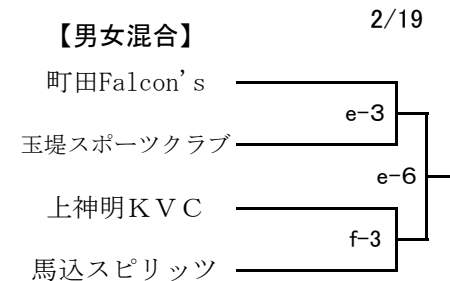 2/19
【男女混合】
町田Falcon's
e-3
玉堤スポーツクラブ
e-6
上神明ＫＶＣ
f-3
馬込スピリッツ